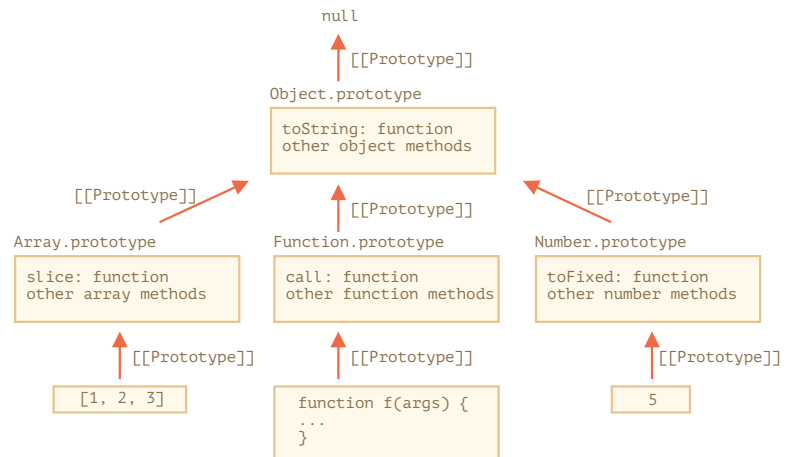 null
[[Prototype]]
Object.prototype
toString: function
other object methods
[[Prototype]]
[[Prototype]]
[[Prototype]]
Array.prototype
Function.prototype
Number.prototype
slice: function
other array methods
call: function
other function methods
toFixed: function
other number methods
[[Prototype]]
[[Prototype]]
[[Prototype]]
[1, 2, 3]
function f(args) {
...
}
5